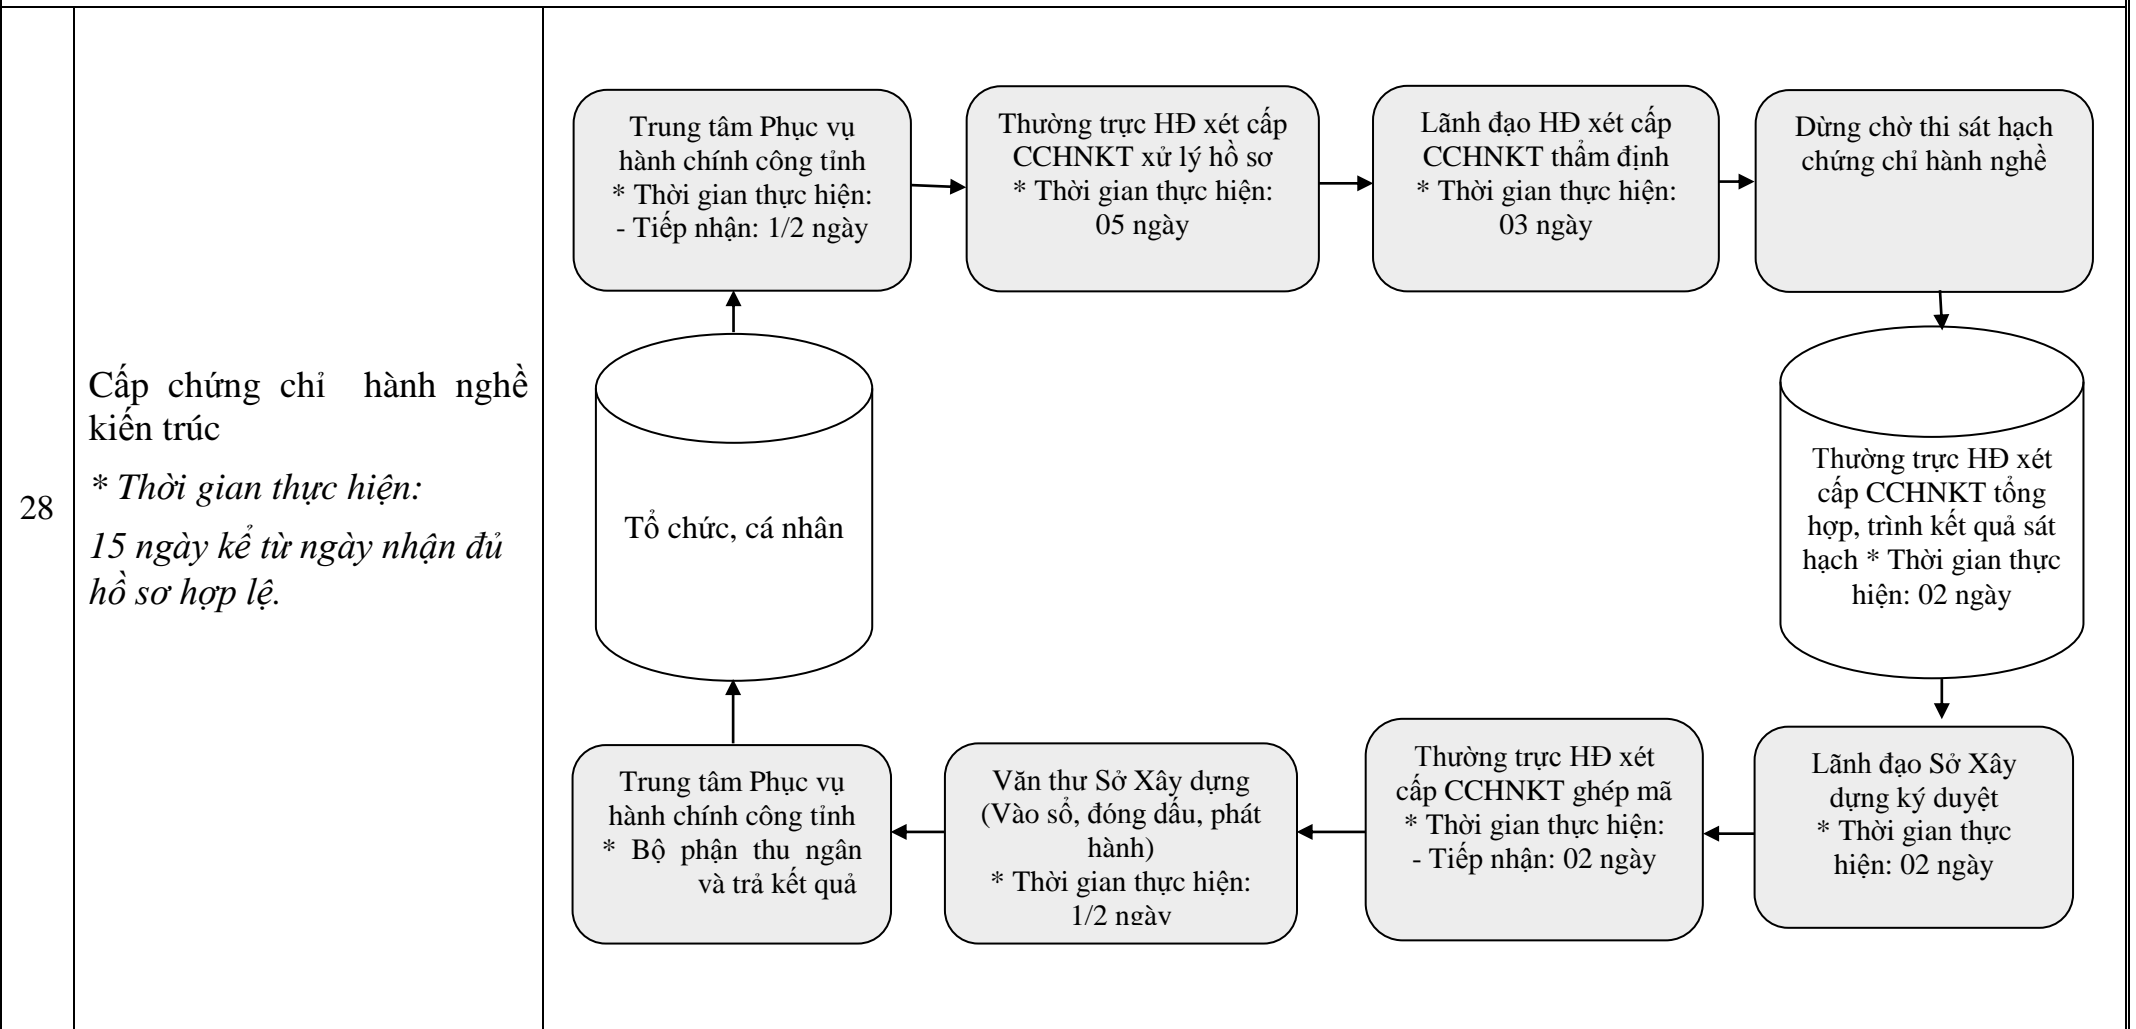 28
Cấp chứng chỉ hành nghề
kiến trúc
* Thời gian thực hiện:
15 ngày kể từ ngày nhận đủ
hồ sơ hợp lệ.
Trung tâm Phục vụ
hành chính công tỉnh
* Thời gian thực hiện:
- Tiếp nhận: 1/2 ngày
Thường trực HĐ xét cấp
CCHNKT xử lý hồ sơ
* Thời gian thực hiện:
05 ngày
Lãnh đạo HĐ xét cấp
CCHNKT thẩm định
* Thời gian thực hiện:
03 ngày
Dừng chờ thi sát hạch
chứng chỉ hành nghề
Tổ chức, cá nhân
Thường trực HĐ xét
cấp CCHNKT tổng
hợp, trình kết quả sát
hạch * Thời gian thực
hiện: 02 ngày
Lãnh đạo Sở Xây
dựng ký duyệt
* Thời gian thực
hiện: 02 ngày
Thường trực HĐ xét
cấp CCHNKT ghép mã
* Thời gian thực hiện:
- Tiếp nhận: 02 ngày
Văn thư Sở Xây dựng
(Vào sổ, đóng dấu, phát
hành)
* Thời gian thực hiện:
1/2 ngày
Trung tâm Phục vụ
hành chính công tỉnh
* Bộ phận thu ngân
và trả kết quả